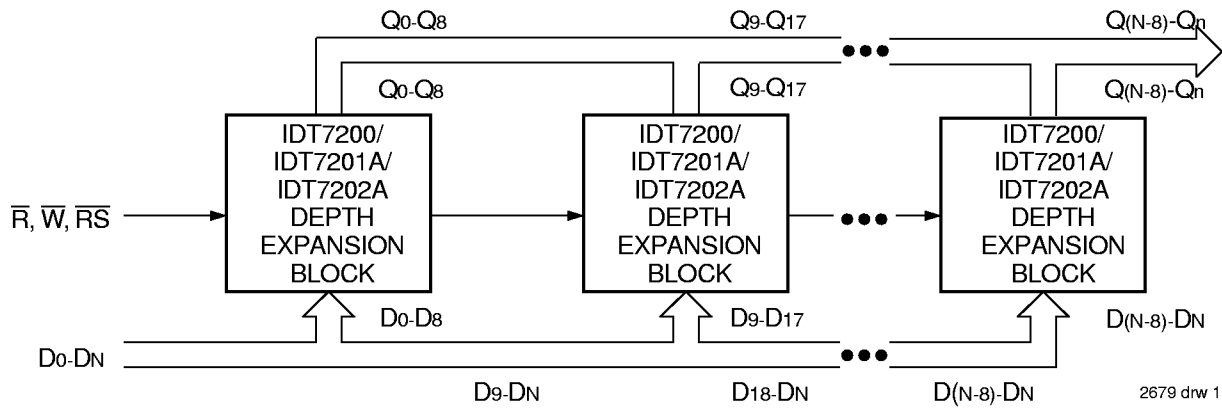 Q0-Q8 Q9-Q17 Q(N-8)-Qn
Q0-Q8 Q9-Q17 Q(N-8)-Qn
IDT7200/
IDT7201A/
IDT7202A
DEPTH
EXPANSION
BLOCK
IDT7200/
IDT7201A/
IDT7202A
DEPTH
EXPANSION
BLOCK
IDT7200/
IDT7201A/
IDT7202A
DEPTH
EXPANSION
BLOCK
R̅, W̅, R̅S̅
D0-D8 D9-D17 D(N-8)-DN
D0-DN
D9-DN D18-DN D(N-8)-DN
2679 drw 1